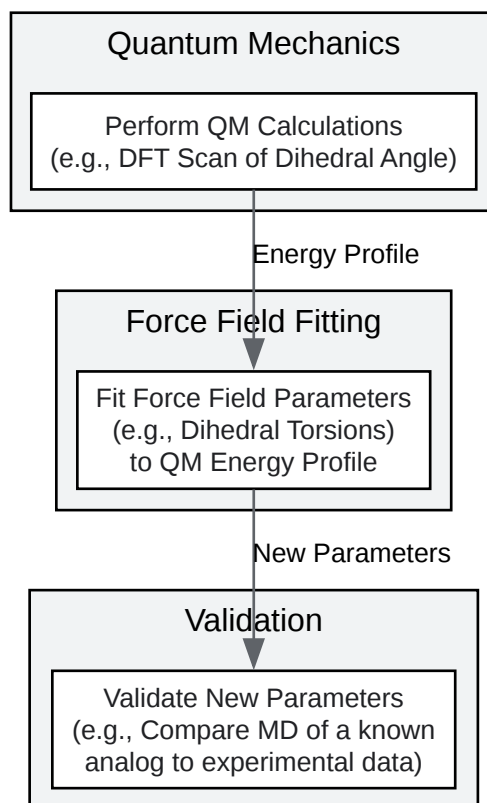 Quantum Mechanics
Perform QM Calculations
(e.g., DFT Scan of Dihedral Angle)
Energy Profile
Force Field Fitting
Fit Force Field Parameters
(e.g., Dihedral Torsions)
to QM Energy Profile
New Parameters
Validation
Validate New Parameters
(e.g., Compare MD of a known
analog to experimental data)